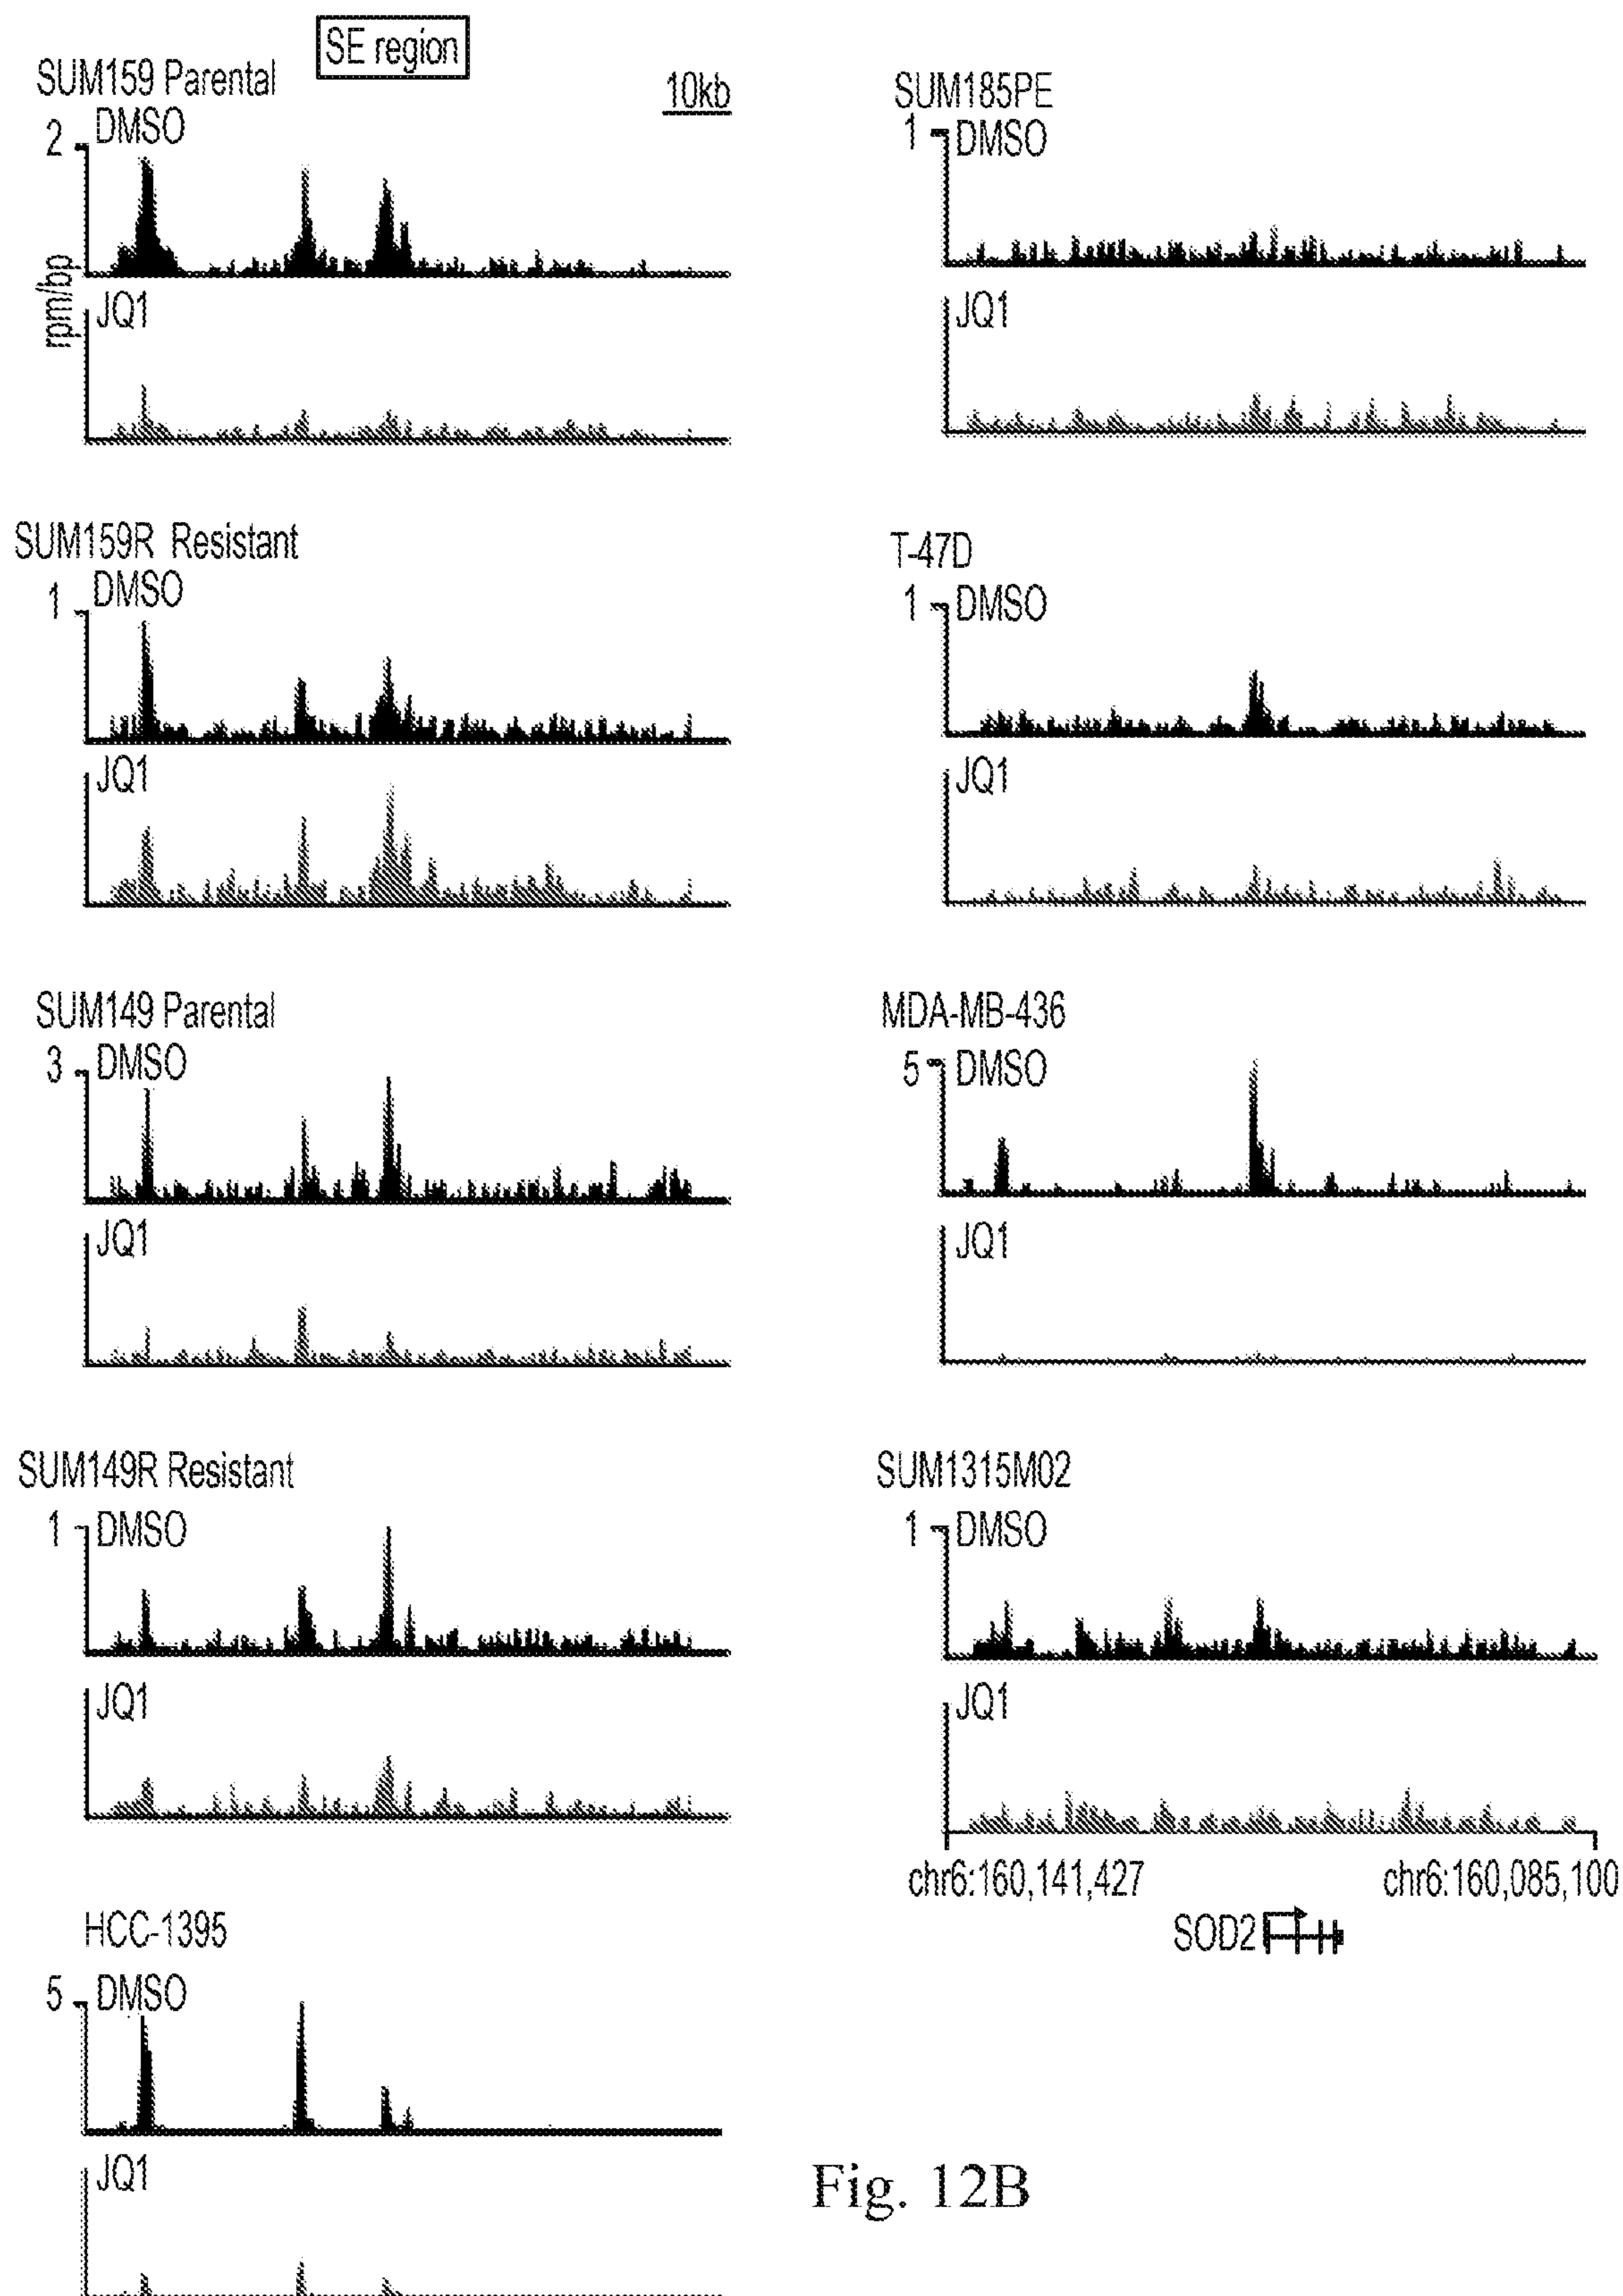 SE region
SUM159 Parental
10kb
2
DMSO
rpm/bp
JQ1
SUM159R Resistant
1
DMSO
JQ1
SUM149 Parental
3
DMSO
JQ1
SUM149R Resistant
1
DMSO
JQ1
HCC-1395
5
DMSO
JQ1
SUM185PE
1
DMSO
JQ1
T-47D
1
DMSO
JQ1
MDA-MB-436
5
DMSO
JQ1
SUM1315M02
1
DMSO
JQ1
chr6:160,141,427
chr6:160,085,100
SOD2
Fig. 12B